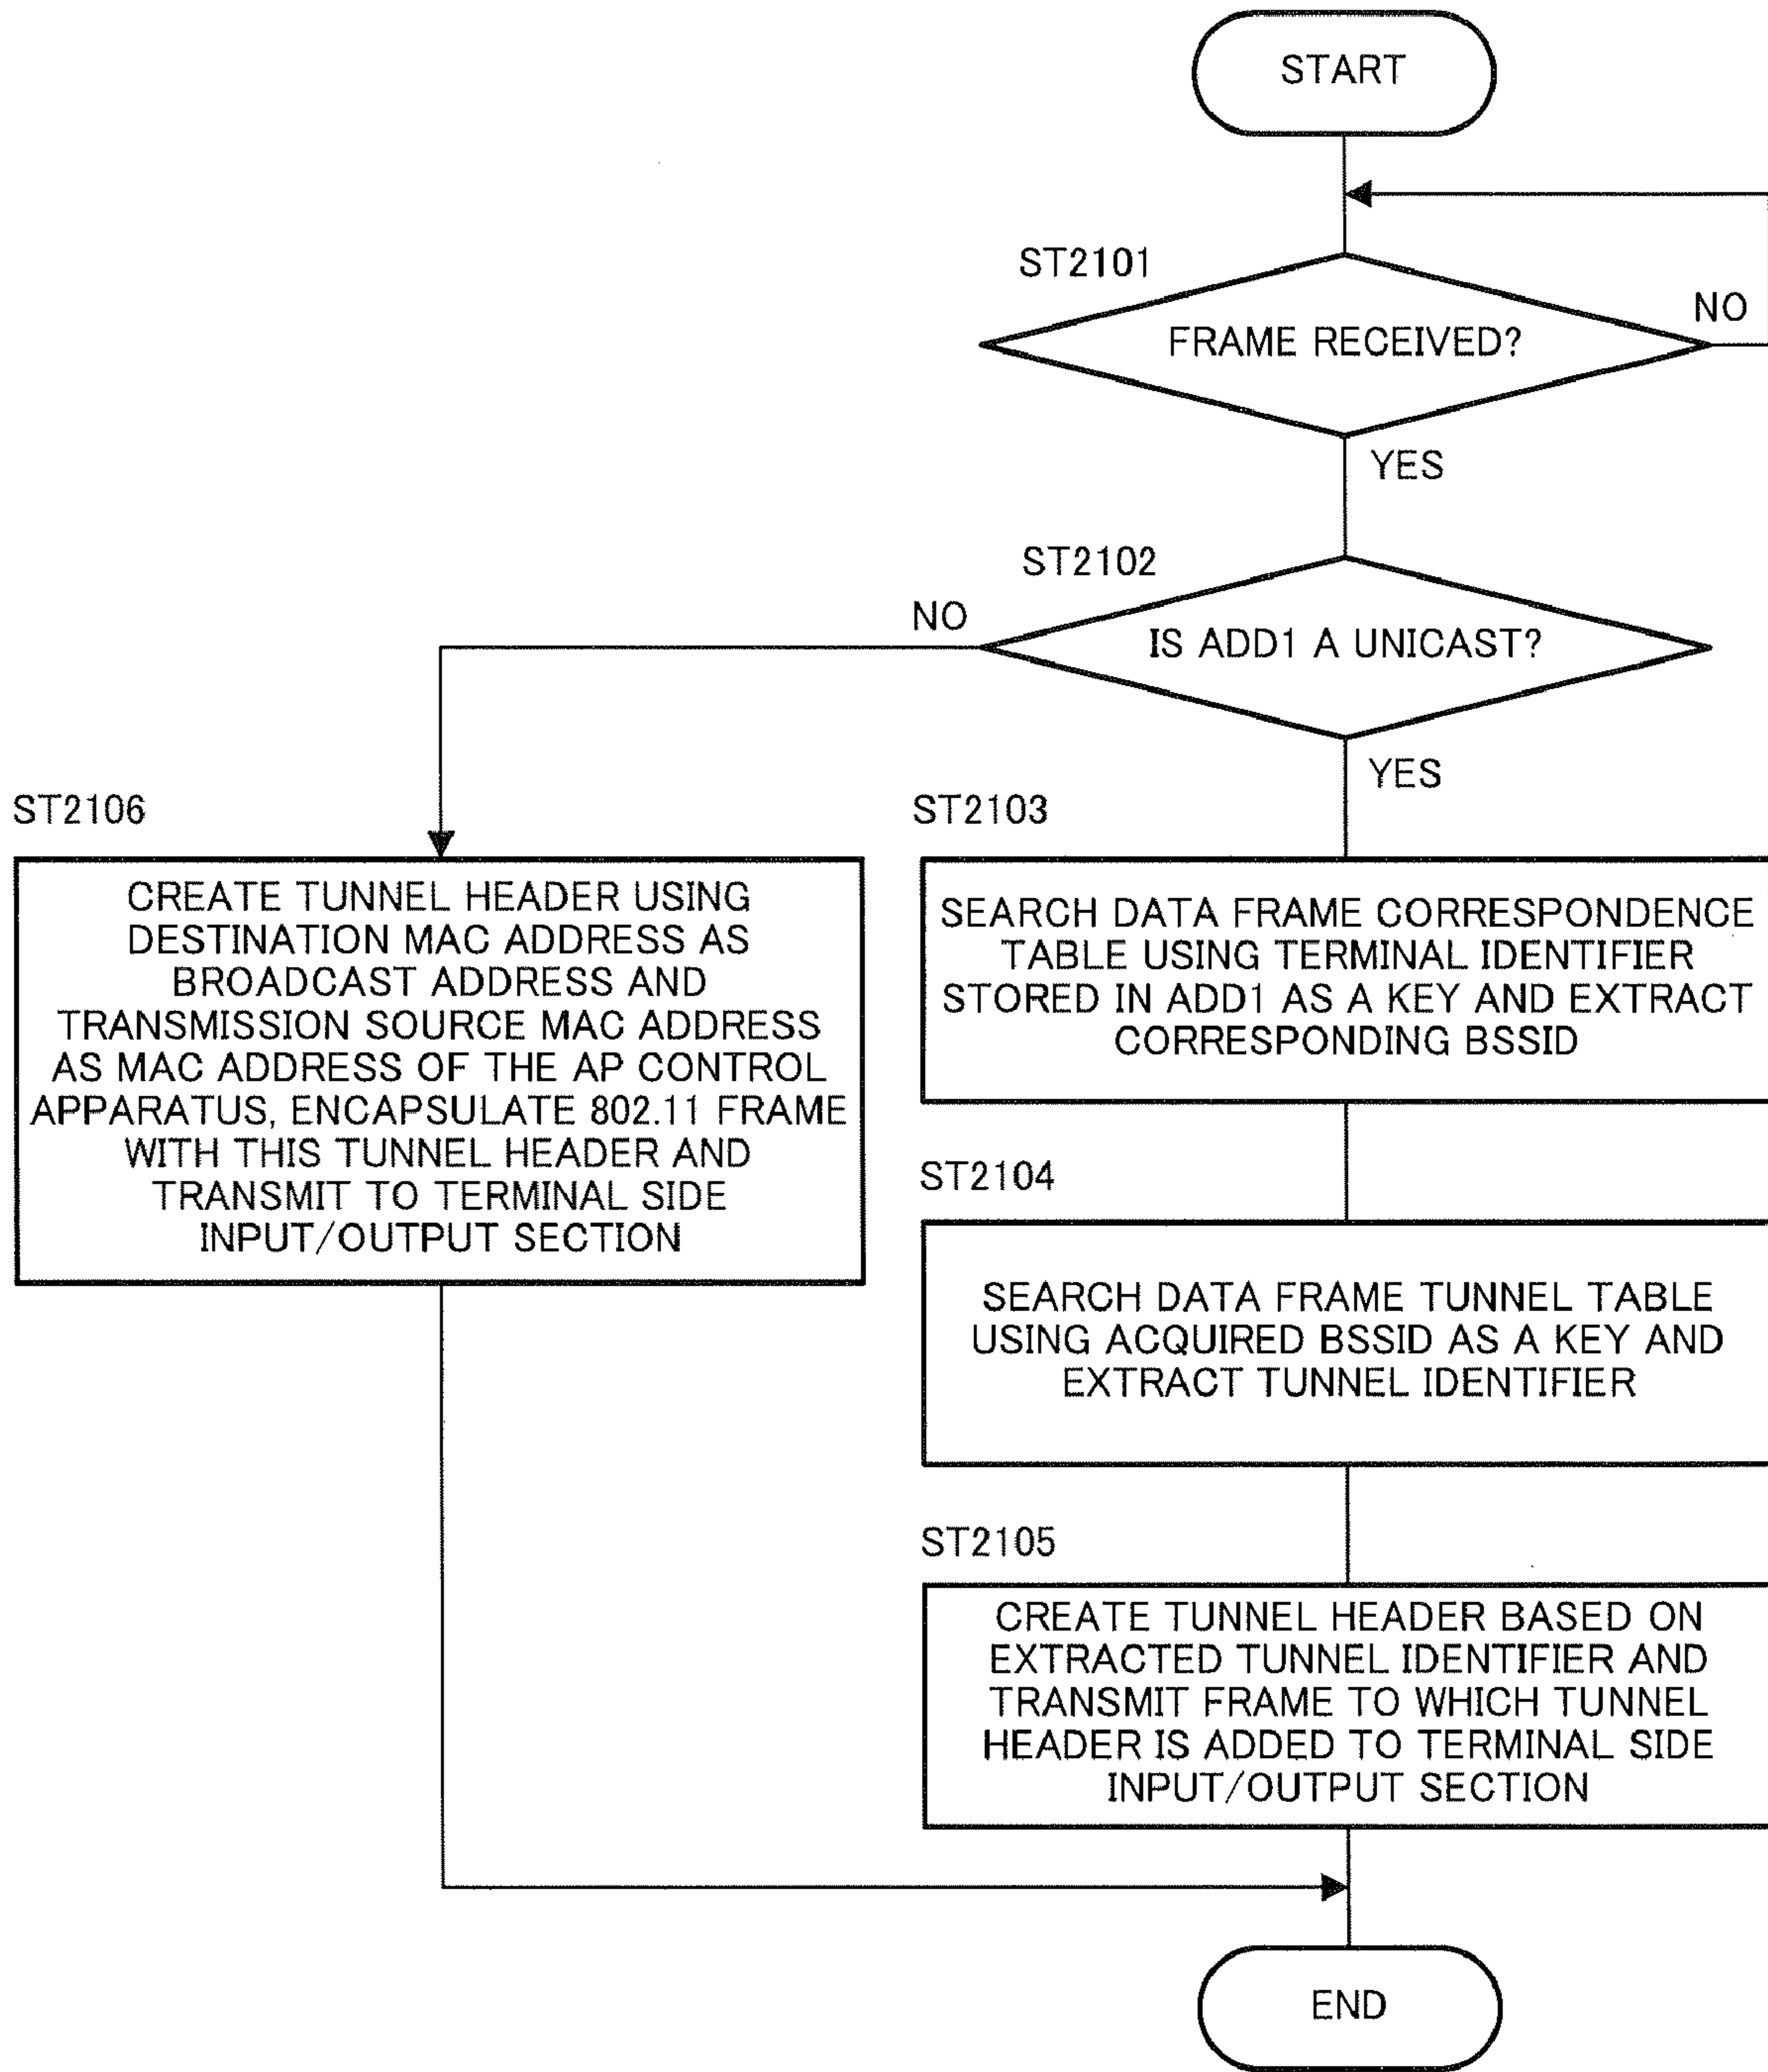 START
ST2101
FRAME RECEIVED?
NO
YES
ST2102
NO
IS ADD1 A UNICAST?
YES
ST2106
CREATE TUNNEL HEADER USING
DESTINATION MAC ADDRESS AS
BROADCAST ADDRESS AND
TRANSMISSION SOURCE MAC ADDRESS
AS MAC ADDRESS OF THE AP CONTROL
APPARATUS, ENCAPSULATE 802.11 FRAME
WITH THIS TUNNEL HEADER AND
TRANSMIT TO TERMINAL SIDE
INPUT/OUTPUT SECTION
ST2103
SEARCH DATA FRAME CORRESPONDENCE
TABLE USING TERMINAL IDENTIFIER
STORED IN ADD1 AS A KEY AND EXTRACT
CORRESPONDING BSSID
ST2104
SEARCH DATA FRAME TUNNEL TABLE
USING ACQUIRED BSSID AS A KEY AND
EXTRACT TUNNEL IDENTIFIER
ST2105
CREATE TUNNEL HEADER BASED ON
EXTRACTED TUNNEL IDENTIFIER AND
TRANSMIT FRAME TO WHICH TUNNEL
HEADER IS ADDED TO TERMINAL SIDE
INPUT/OUTPUT SECTION
END